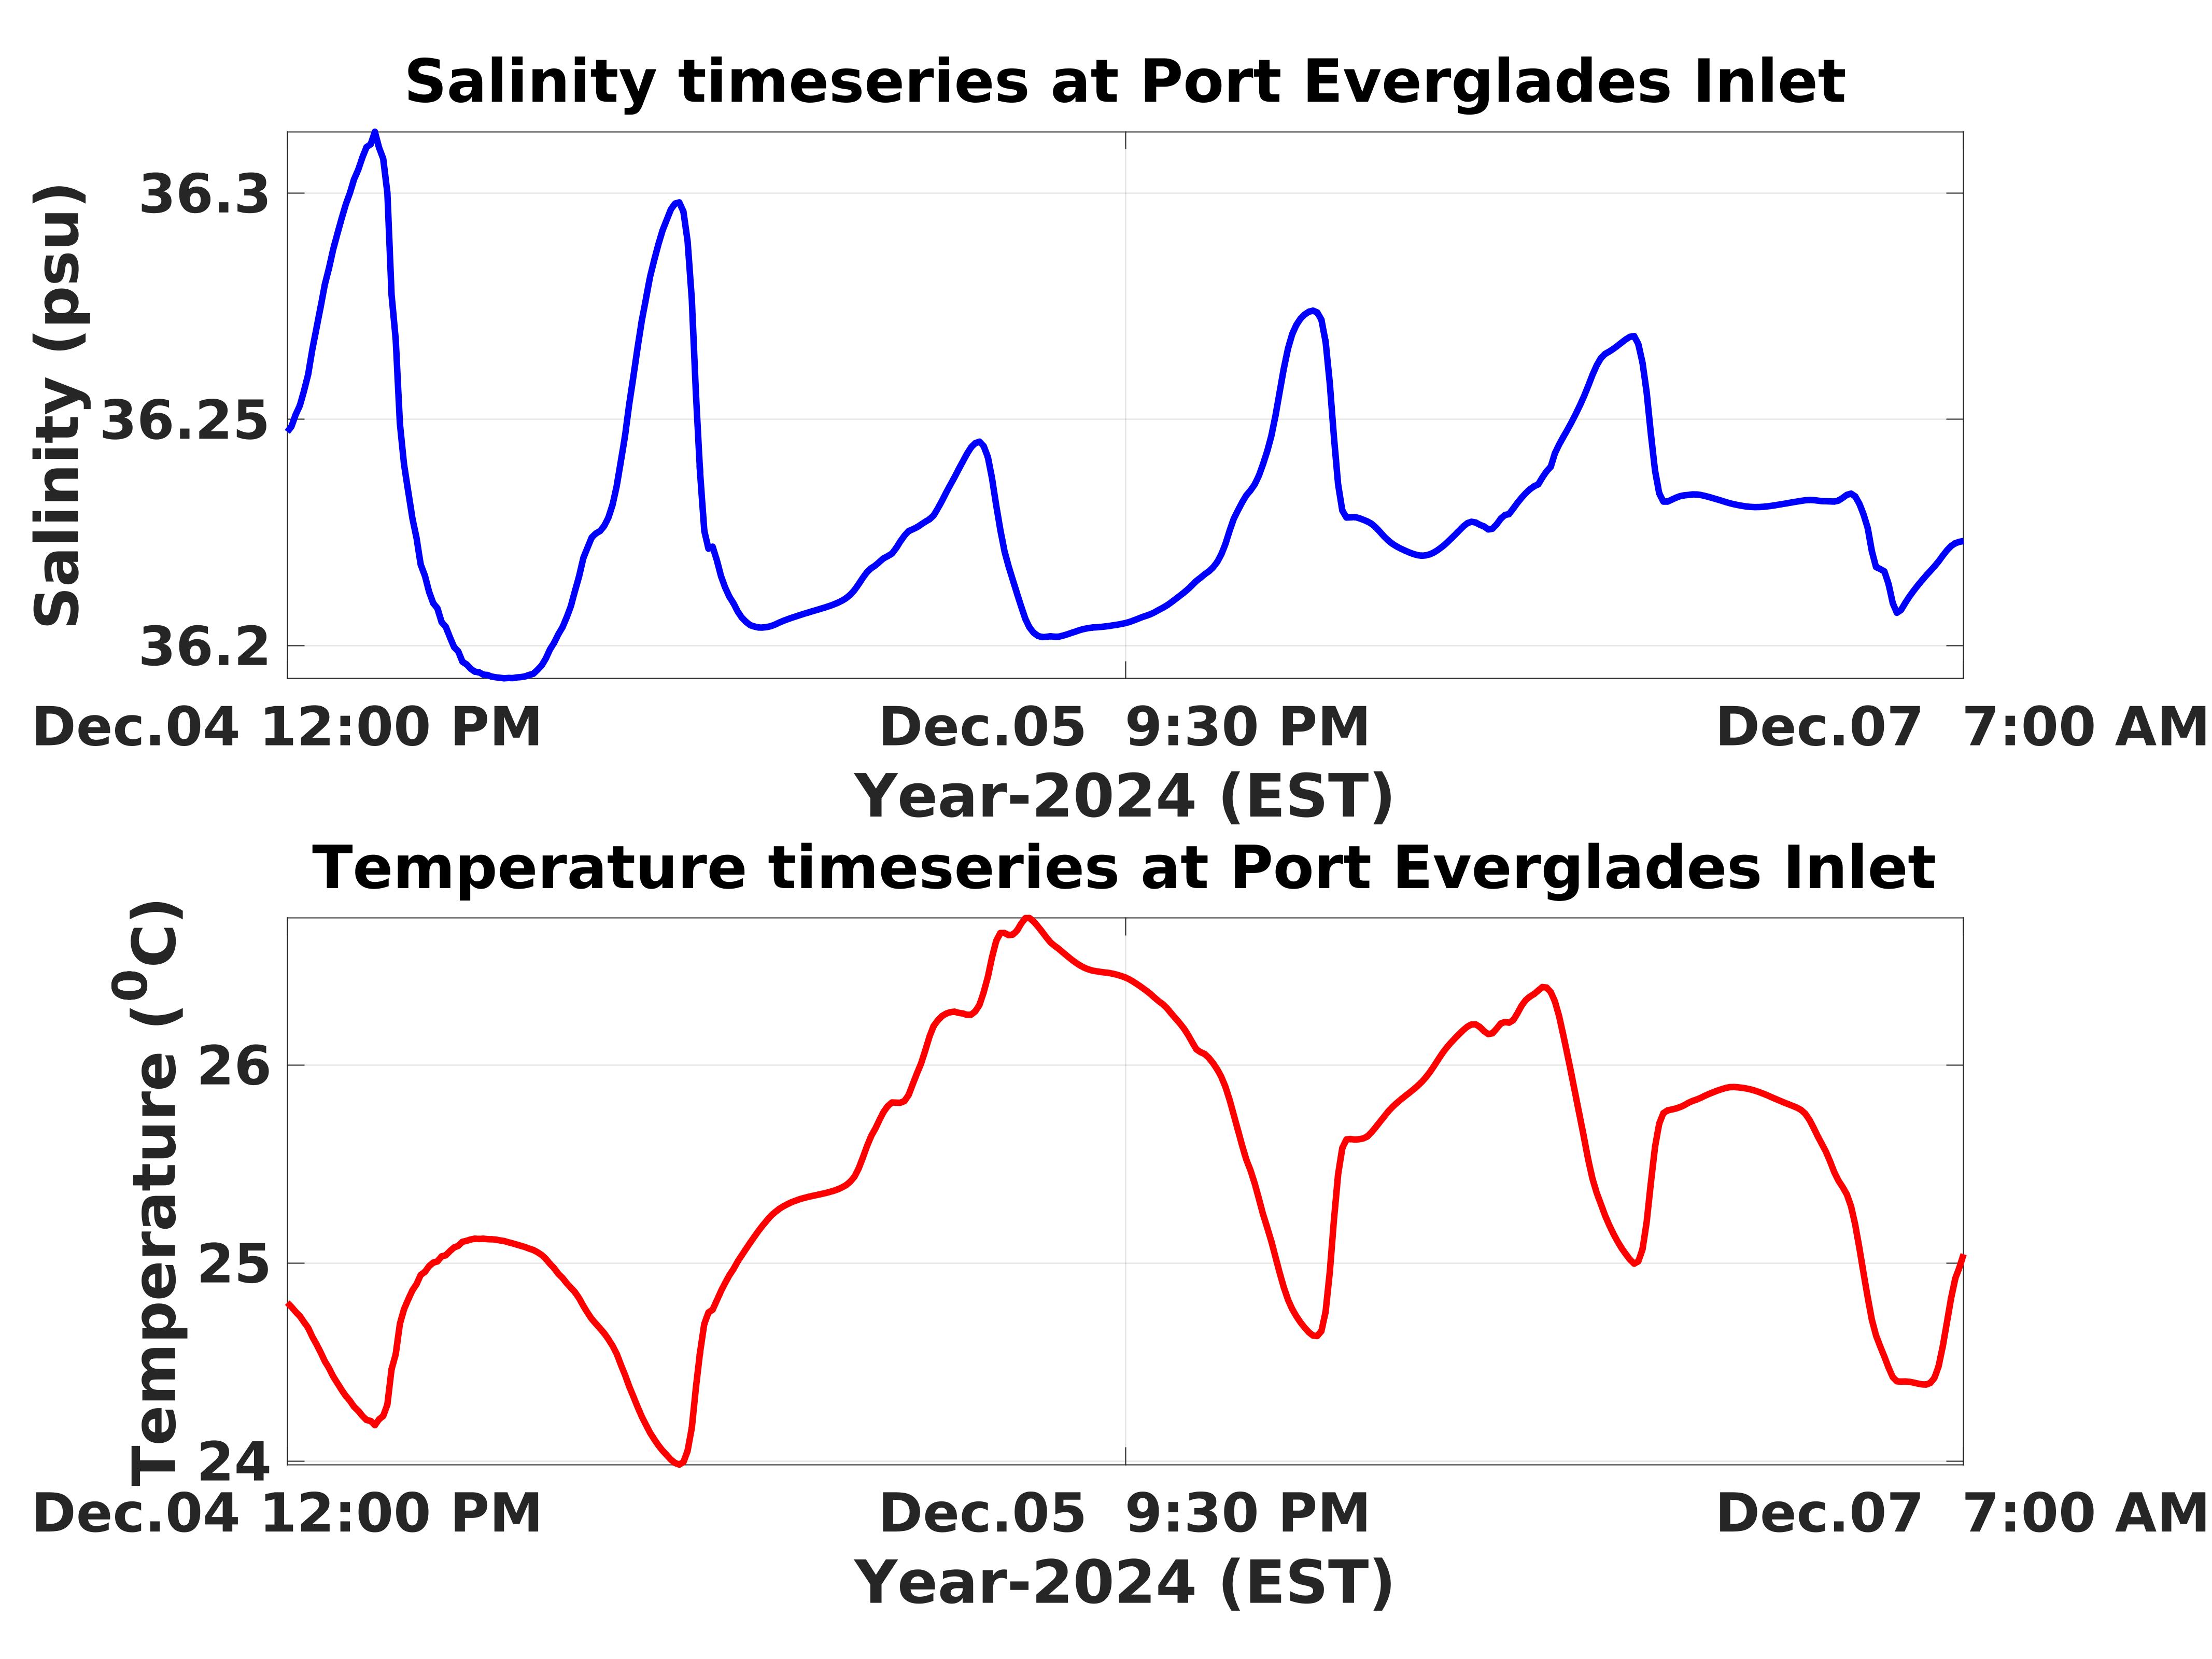 Salinity timeseries at Port Everglades Inlet
Salinity (psu)
36.3
36.25
36.2
Dec.04 12:00 PM Dec.05  9:30 PM Dec.07  7:00 AM
Year-2024 (EST)
Temperature timeseries at Port Everglades Inlet
Temperature (⁰C)
26
25
24
Dec.04 12:00 PM Dec.05  9:30 PM Dec.07  7:00 AM
Year-2024 (EST)